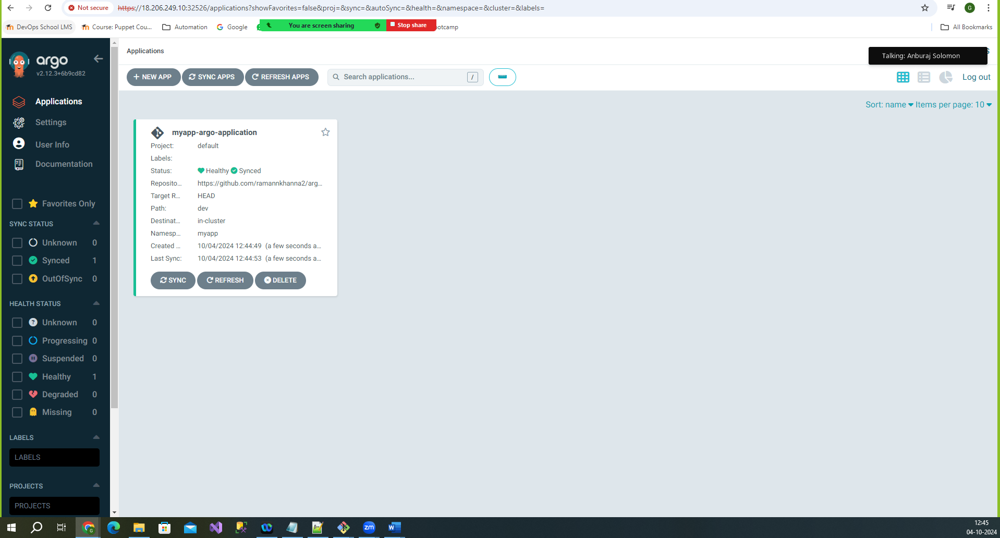 Not secure https://18.206.249.10:32526/applications?showFavorites=false&proj=&sync=&autoSync=&health=&namespace=&cluster=&labels= G
DevOps School LMS Course: Puppet Cou... Automation Google You are screen sharing Stop share otcamp All Bookmarks
argo
v2.12.3+6b9cd82
Applications
Settings
User Info
Documentation
Favorites Only
SYNC STATUS
Unknown 0
Synced 1
OutOfSync 0
HEALTH STATUS
Unknown 0
Progressing 0
Suspended 0
Healthy 1
Degraded 0
Missing 0
LABELS
LABELS
PROJECTS
PROJECTS
Applications
Talking: Anburaj Solomon
NEW APP SYNC APPS REFRESH APPS Search applications... / Log out
Sort: name Items per page: 10
myapp-argo-application
Project: default
Labels:
Status: Healthy Synced
Reposito... https://github.com/ramannkhanna2/arg...
Target R... HEAD
Path: dev
Destinat... in-cluster
Namesp... myapp
Created ... 10/04/2024 12:44:49 (a few seconds a...
Last Sync: 10/04/2024 12:44:53 (a few seconds a...
SYNC REFRESH DELETE
G zm W
12:45
04-10-2024